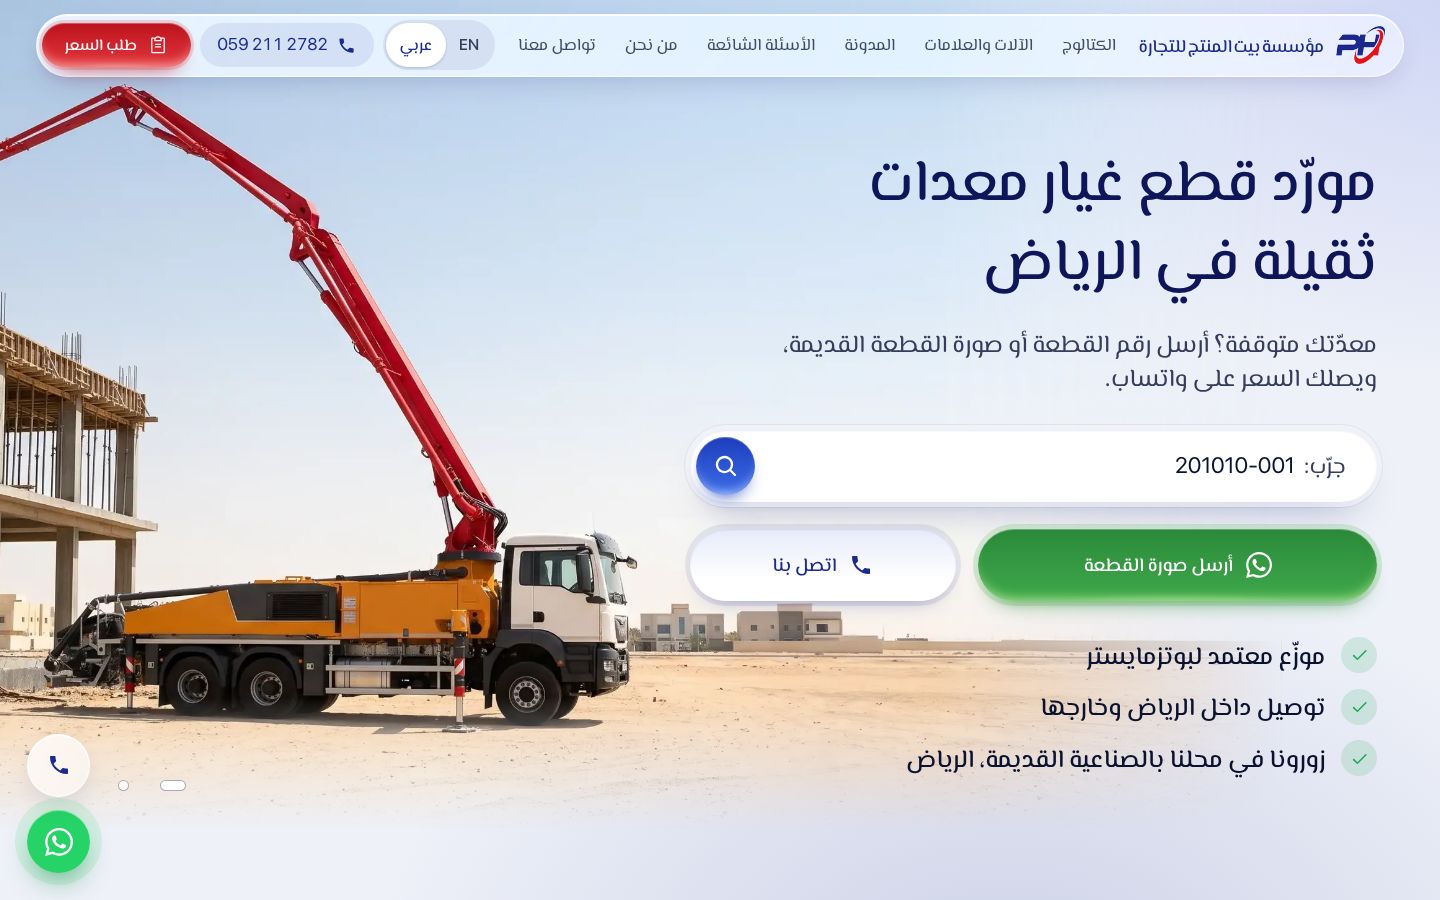 PH
مؤسسة بيت المنتج للتجارة
الكتالوج
الآلات والعلامات
المدونة
الأسئلة الشائعة
من نحن
تواصل معنا
EN
عربي
059 211 2782
طلب السعر
مورّد قطع غيار معدات
ثقيلة في الرياض
معدّتك متوقفة؟ أرسل رقم القطعة أو صورة القطعة القديمة،
ويصلك السعر على واتساب.
جرّب: 201010-001
أرسل صورة القطعة
اتصل بنا
موزّع معتمد لبوتزمايستر
توصيل داخل الرياض وخارجها
زورونا في محلنا بالصناعية القديمة، الرياض